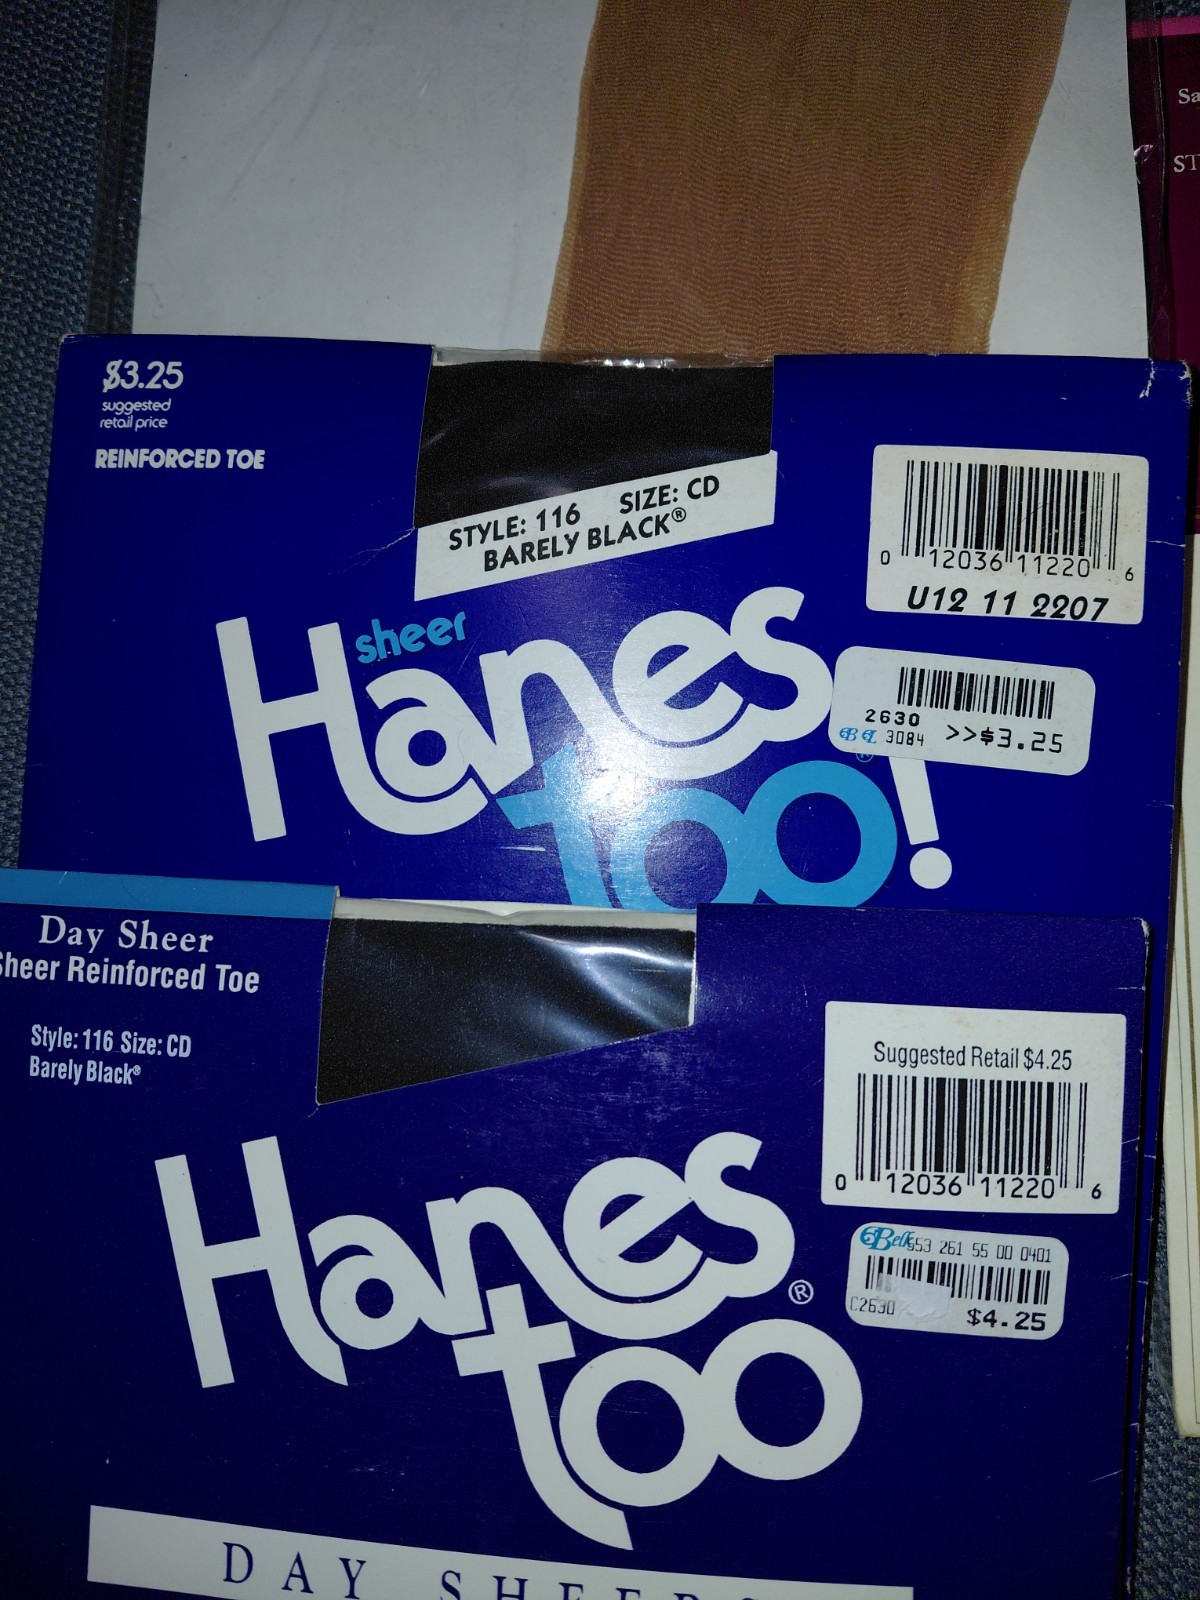 Sa
ST
$3.25
suggested
retail price
REINFORCED TOE
STYLE: 116 SIZE: CD
BARELY BLACK®
0 12036 11220 6
U12 11 2207
sheer
Hanes
too!
®
2630
3084 >>$3.25
Day Sheer
Sheer Reinforced Toe
Style: 116 Size: CD
Barely Black®
Suggested Retail $4.25
0 12036 11220 6
Belk 553 261 55 00 0401
C2630
$4.25
Hanes
too®
DAY SHEERS